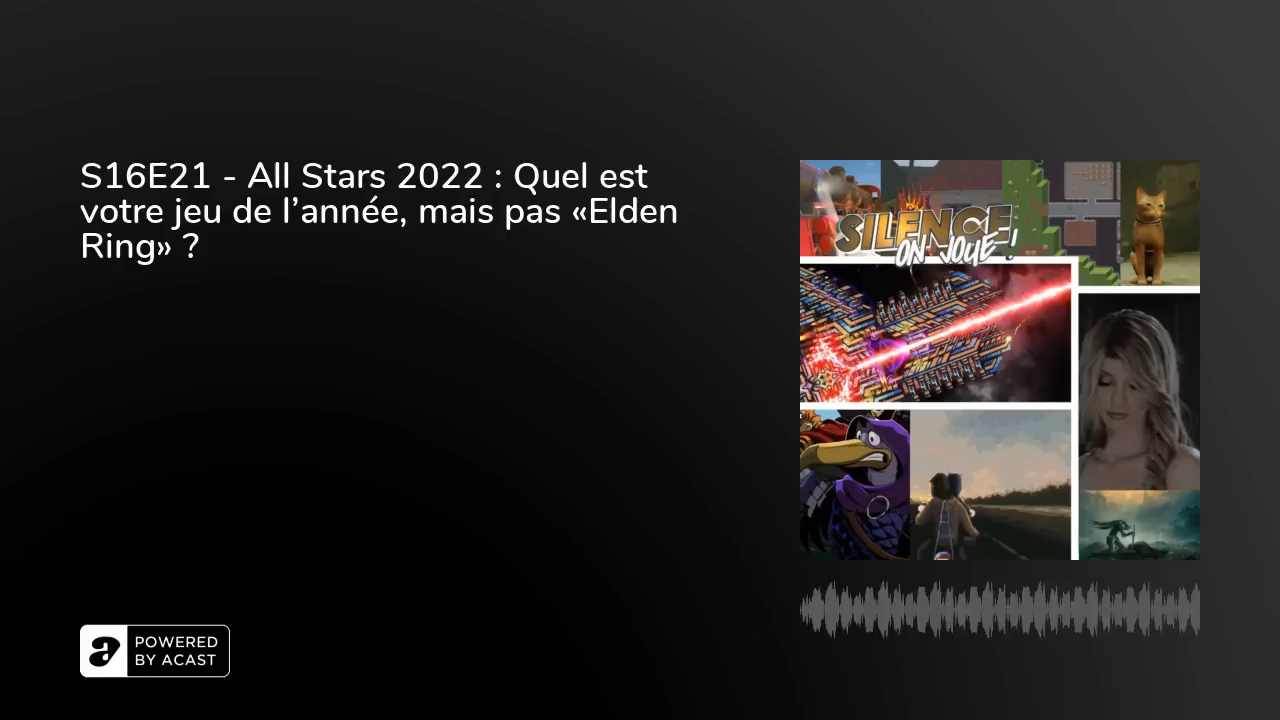 S16E21 - All Stars 2022 : Quel est
votre jeu de l’année, mais pas «Elden
Ring» ?
SILENCE
ON JOUE !
a
POWERED
BY ACAST